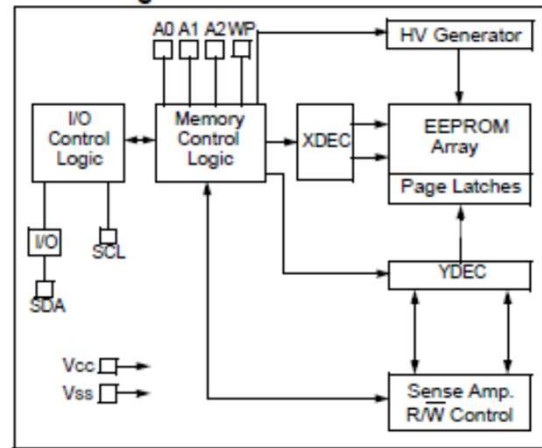 A0 A1 A2 WP
HV Generator
I/O
Control
Logic
Memory
Control
Logic
XDEC
EEPROM
Array
Page Latches
I/O
SCL
SDA
YDEC
Vcc
Vss
Sense Amp.
R/W̅ Control